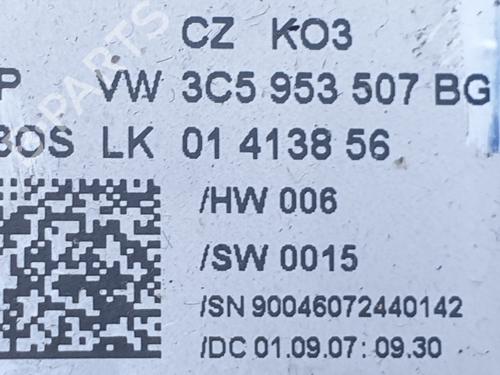 CZ KO3
P VW 3C5 953 507 BG
BOS LK 01 4138 56
/HW 006
/SW 0015
/SN 90046072440142
/DC 01.09.07: 09.30